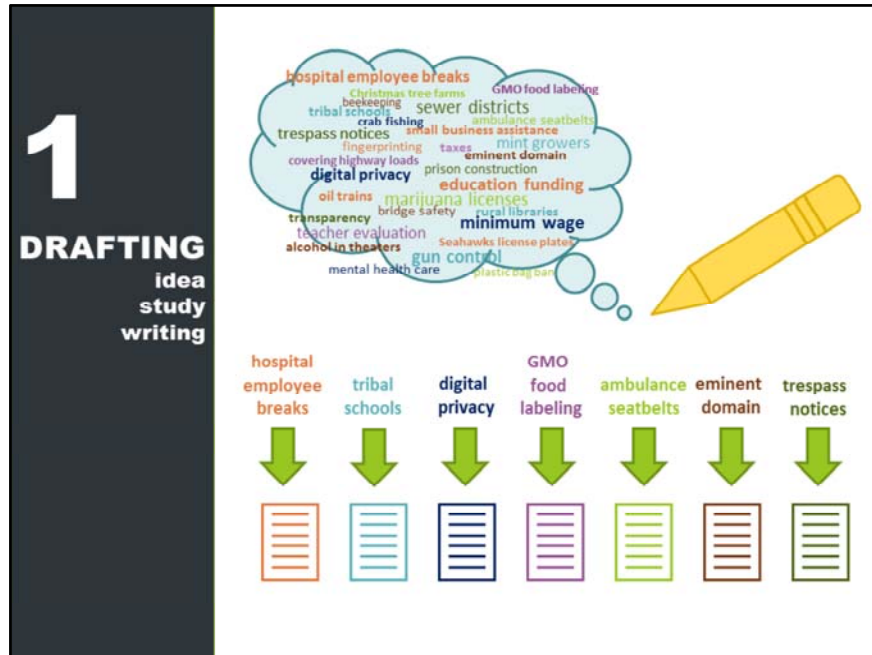 1
DRAFTING
idea
study
writing
hospital employee breaks
Christmas tree farms
GMO food labeling
beekeeping
tribal schools
sewer districts
crab fishing
ambulance seatbelts
trespass notices
small business assistance
fingerprinting
taxes
mint growers
covering highway loads
eminent domain
digital privacy
prison construction
education funding
oil trains
marijuana licenses
transparency
bridge safety
rural libraries
minimum wage
teacher evaluation
alcohol in theaters
Seahawks license plates
gun control
mental health care
plastic bag ban
hospital
employee
breaks
tribal
schools
digital
privacy
GMO
food
labeling
ambulance
seatbelts
eminent
domain
trespass
notices